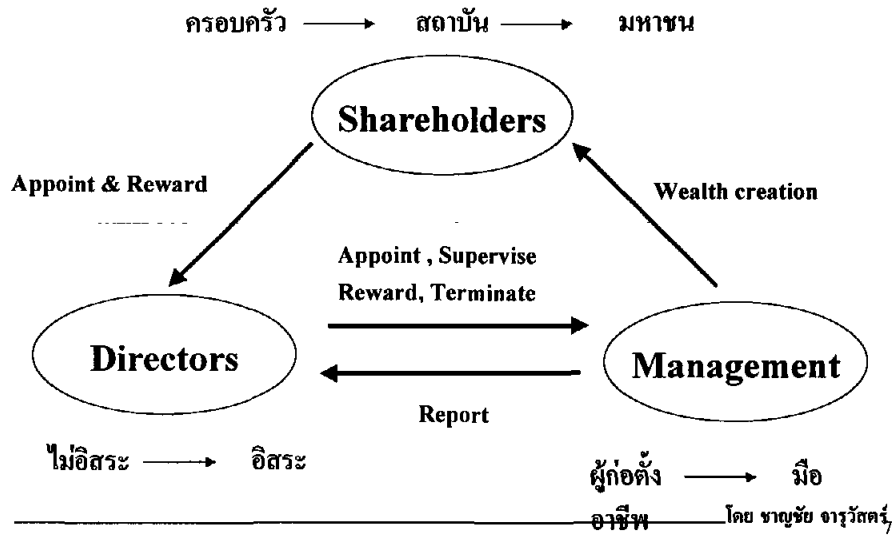 ครอบครัว → สถาบัน → มหาชน
Shareholders
Appoint & Reward
Wealth creation
Appoint , Supervise
Reward, Terminate
Directors
Management
Report
ไม่อิสระ → อิสระ
ผู้ก่อตั้ง → มือ
อาชีพ
โดย ชาญชัย จารุวัสตร์
7